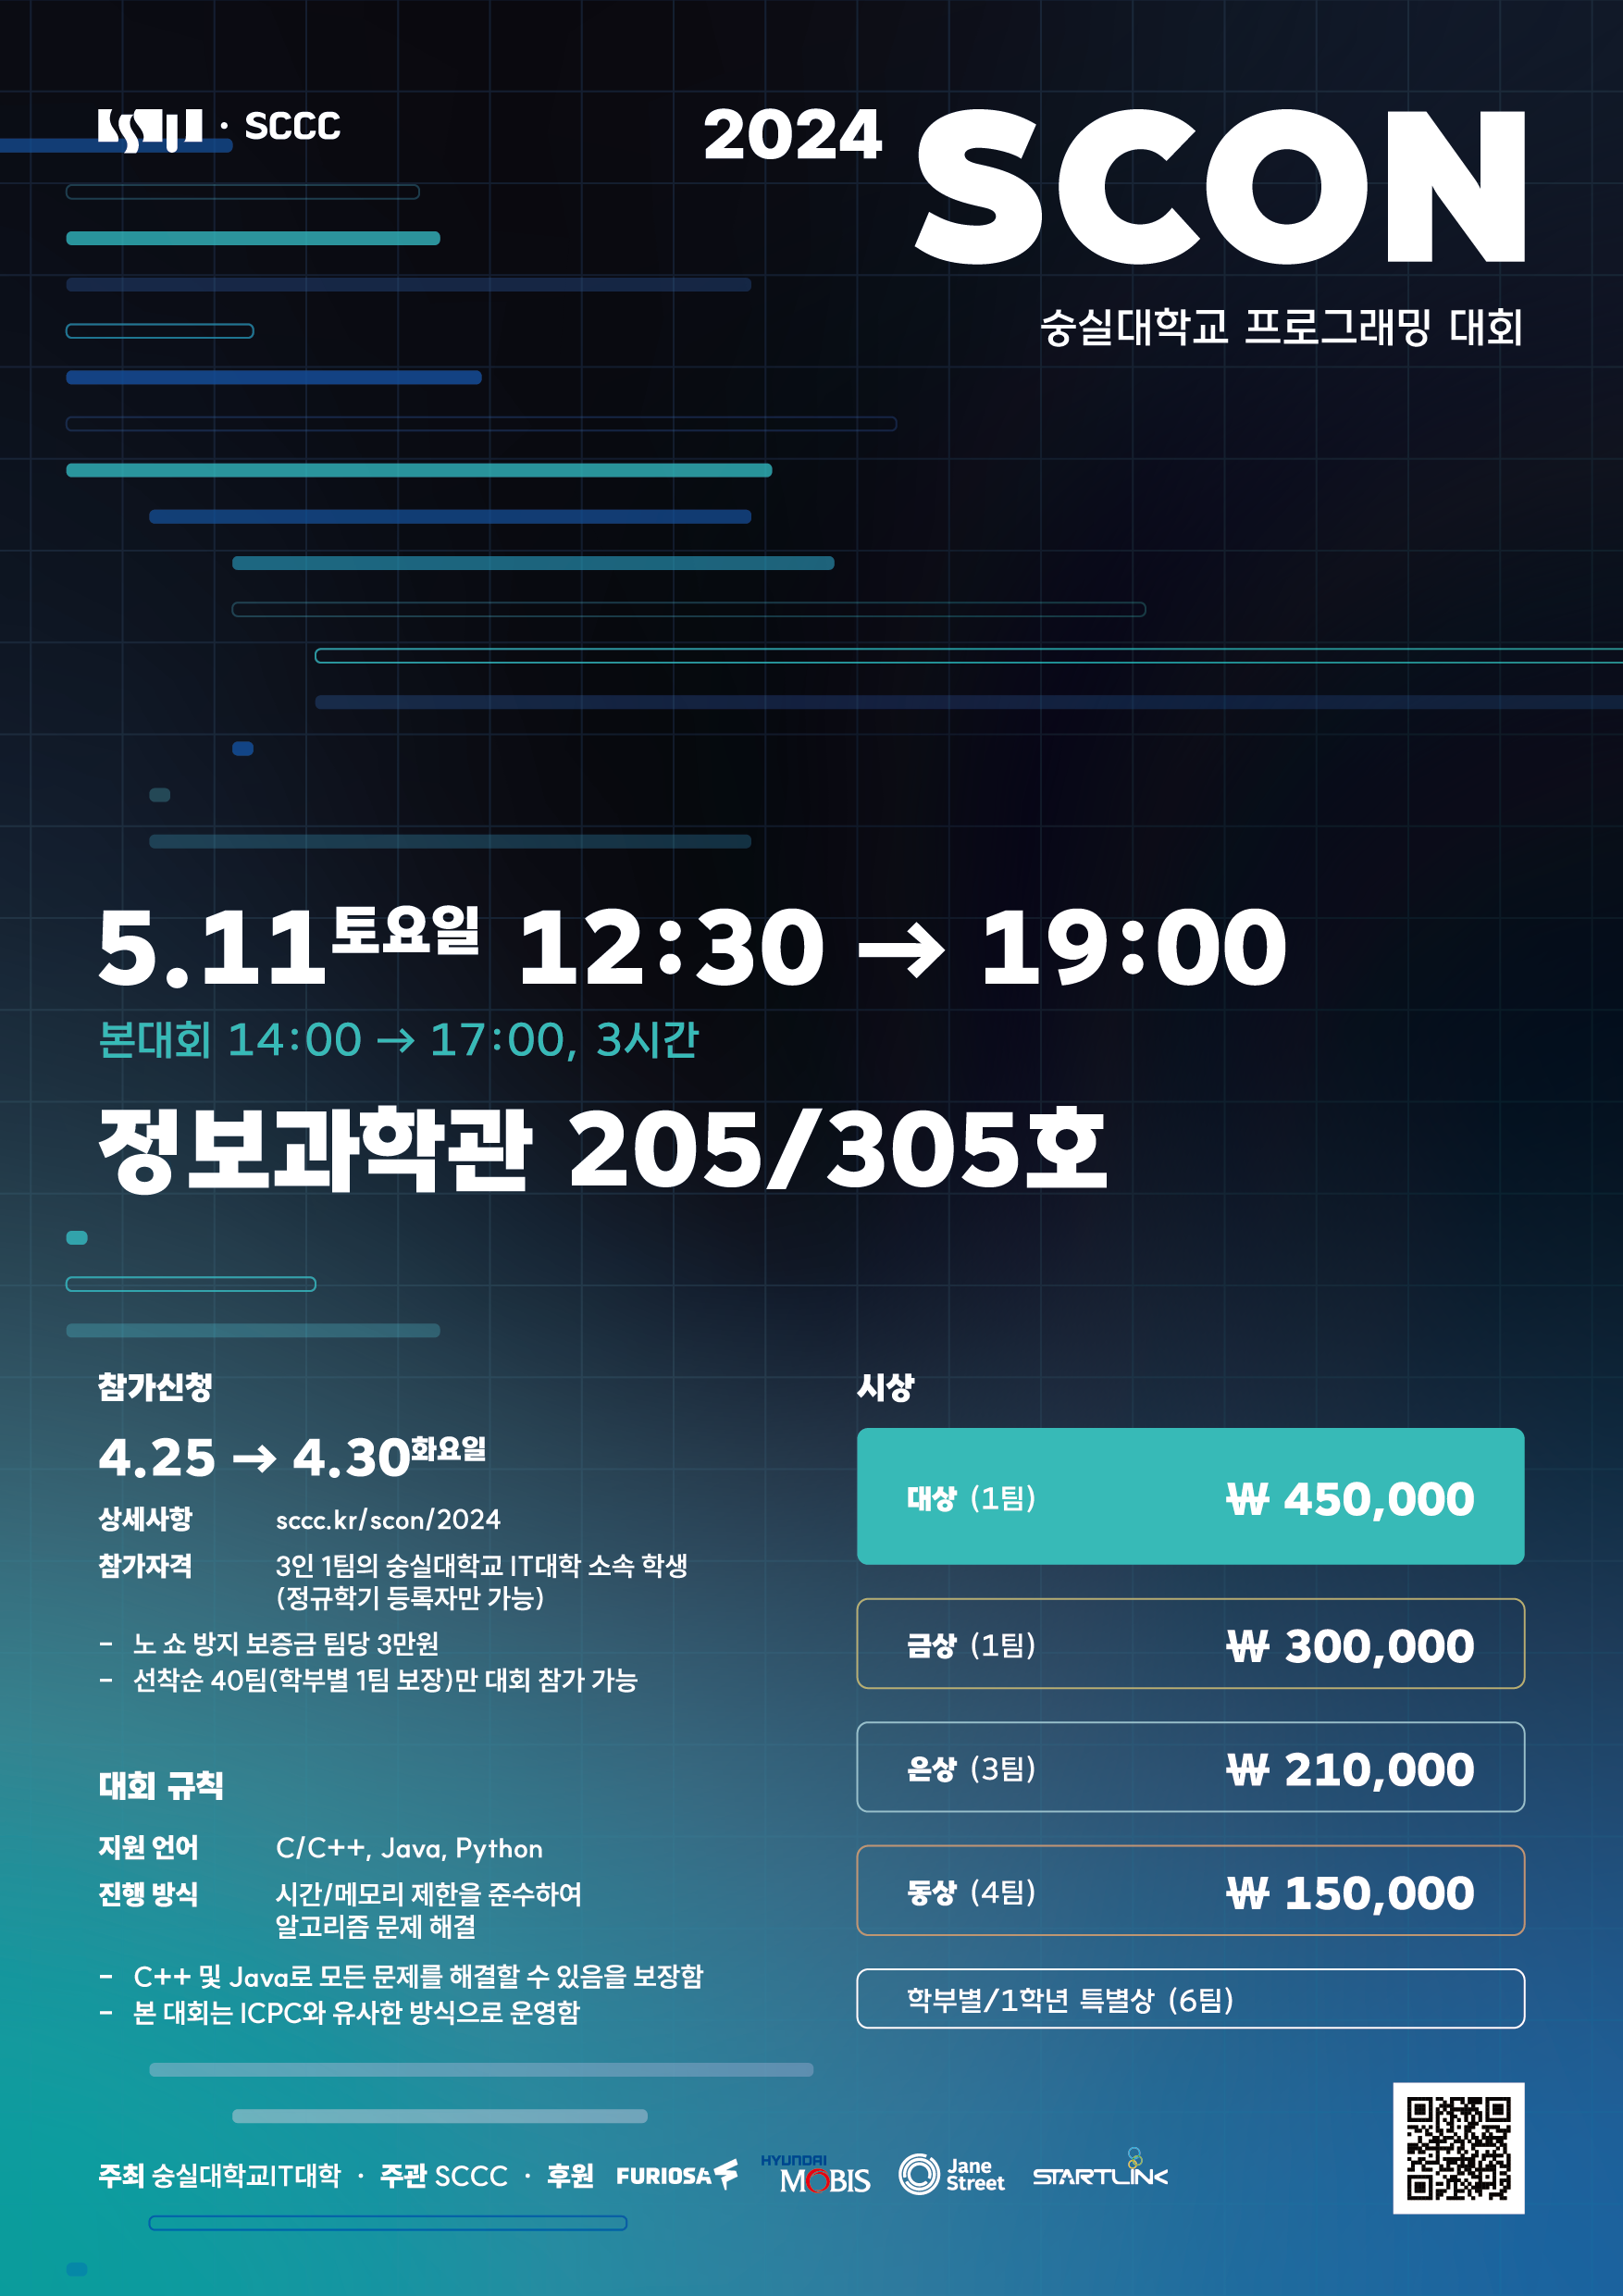 SSU · SCCC
2024 SCON
숭실대학교 프로그래밍 대회
5.11토요일 12:30 → 19:00
본대회 14:00 → 17:00, 3시간
정보과학관 205/305호
참가신청
4.25 → 4.30화요일
상세사항 sccc.kr/scon/2024
참가자격 3인 1팀의 숭실대학교 IT대학 소속 학생
(정규학기 등록자만 가능)
- 노 쇼 방지 보증금 팀당 3만원
- 선착순 40팀(학부별 1팀 보장)만 대회 참가 가능
대회 규칙
지원 언어 C/C++, Java, Python
진행 방식 시간/메모리 제한을 준수하여
알고리즘 문제 해결
- C++ 및 Java로 모든 문제를 해결할 수 있음을 보장함
- 본 대회는 ICPC와 유사한 방식으로 운영함
시상
대상 (1팀) ₩ 450,000
금상 (1팀) ₩ 300,000
은상 (3팀) ₩ 210,000
동상 (4팀) ₩ 150,000
학부별/1학년 특별상 (6팀)
주최 숭실대학교IT대학 · 주관 SCCC · 후원 FURIOSA HYUNDAI MOBIS Jane Street STARTLINK